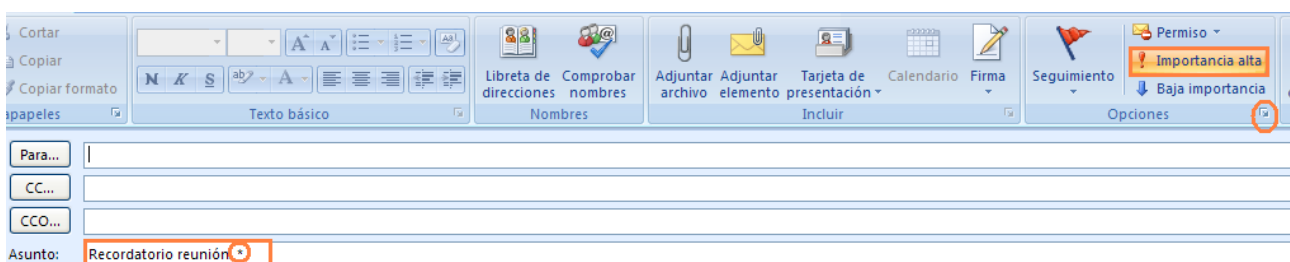 Cortar
Copiar
Copiar formato
apapeles
A A
N K S ab A
Texto básico
Libreta de direcciones
Comprobar nombres
Nombres
Adjuntar archivo
Adjuntar elemento
Tarjeta de presentación
Calendario
Firma
Incluir
Seguimiento
Permiso
Importancia alta
Baja importancia
Opciones
Para...
CC...
CCO...
Asunto: Recordatorio reunión *